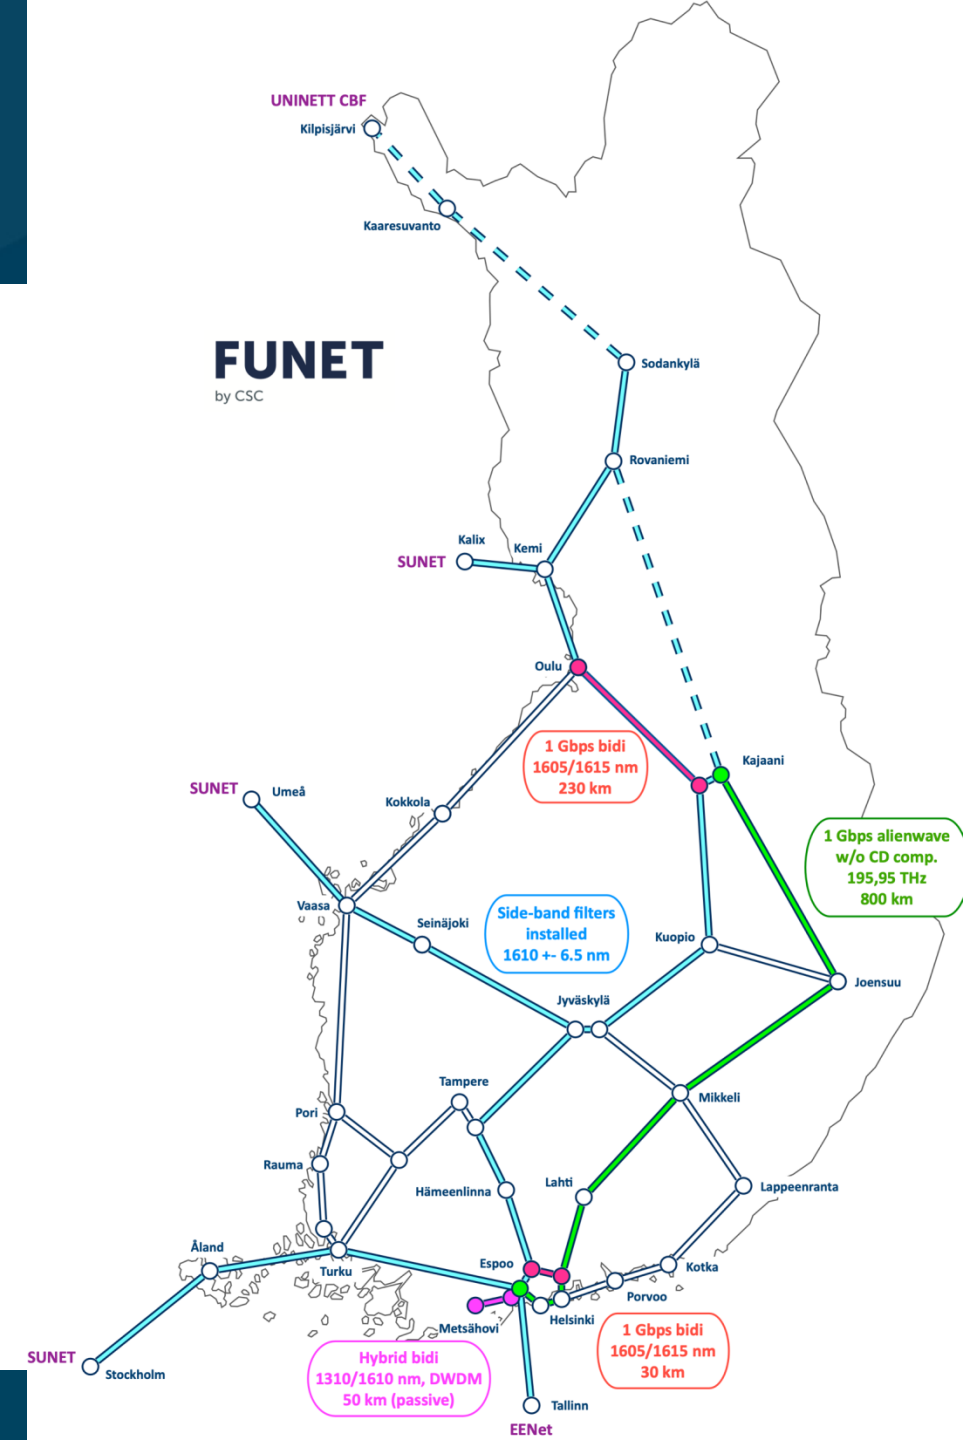 UNINETT CBF
Kilpisjärvi
Kaaresuvanto
FUNET
by CSC
Sodankylä
Rovaniemi
Kalix
Kemi
SUNET
Oulu
1 Gbps bidi
1605/1615 nm
230 km
Kajaani
SUNET
Umeå
Kokkola
1 Gbps alienwave
w/o CD comp.
195,95 THz
800 km
Vaasa
Seinäjoki
Side-band filters
installed
1610 +- 6.5 nm
Kuopio
Joensuu
Jyväskylä
Tampere
Mikkeli
Pori
Rauma
Hämeenlinna
Lahti
Lappeenranta
Åland
Turku
Espoo
Kotka
Porvoo
Helsinki
Metsähovi
SUNET
Stockholm
Hybrid bidi
1310/1610 nm, DWDM
50 km (passive)
1 Gbps bidi
1605/1615 nm
30 km
Tallinn
EENet